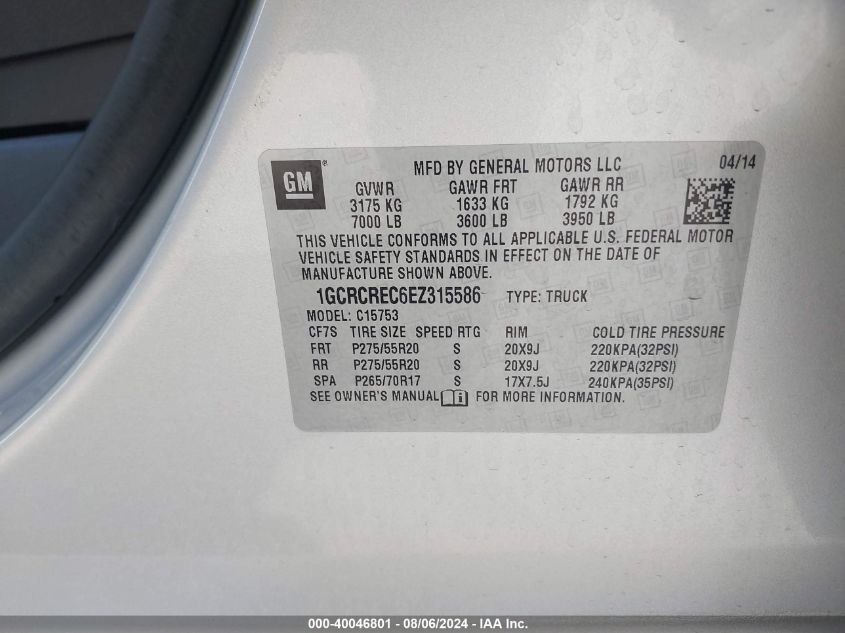 GM®
MFD BY GENERAL MOTORS LLC 04/14
GVWR GAWR FRT GAWR RR
3175 KG 1633 KG 1792 KG
7000 LB 3600 LB 3950 LB
THIS VEHICLE CONFORMS TO ALL APPLICABLE U.S. FEDERAL MOTOR
VEHICLE SAFETY STANDARDS IN EFFECT ON THE DATE OF
MANUFACTURE SHOWN ABOVE.
1GCRCREC6EZ315586 TYPE: TRUCK
MODEL: C15753
CF7S TIRE SIZE SPEED RTG RIM COLD TIRE PRESSURE
FRT P275/55R20 S 20X9J 220KPA(32PSI)
RR P275/55R20 S 20X9J 220KPA(32PSI)
SPA P265/70R17 S 17X7.5J 240KPA(35PSI)
SEE OWNER'S MANUAL i FOR MORE INFORMATION.
000-40046801 - 08/06/2024 - IAA Inc.